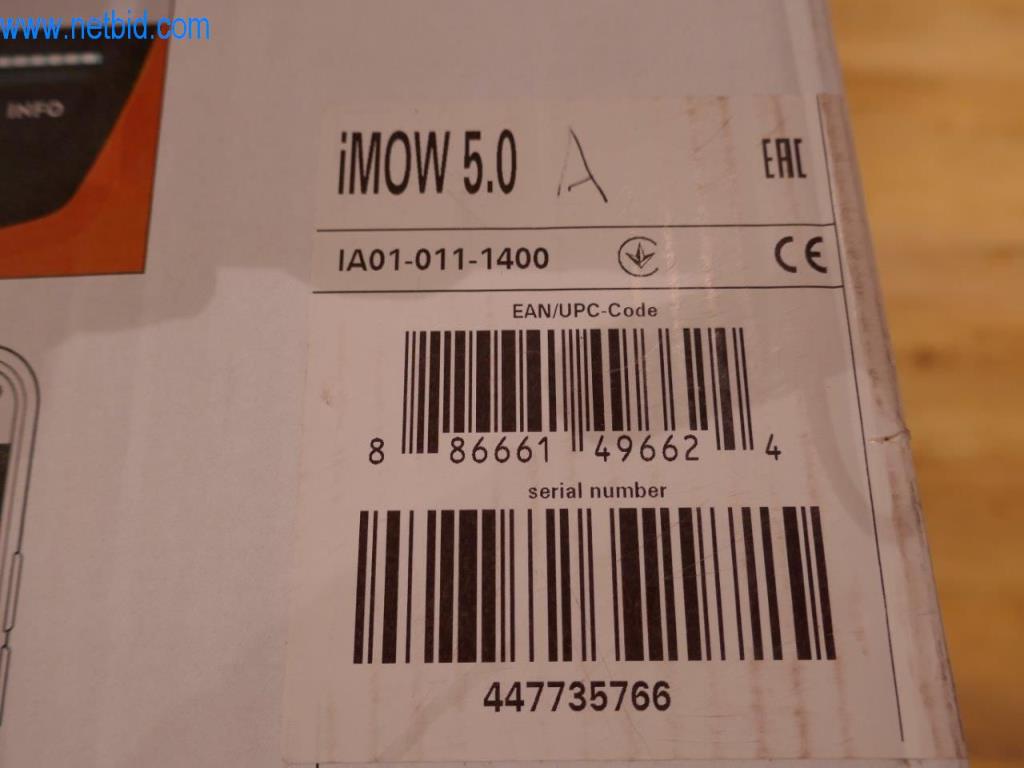 www.netbid.com
INFO
iMOW 5.0 A
EAC
IA01-011-1400
CE
EAN/UPC-Code
8 86661 49662 4
serial number
447735766